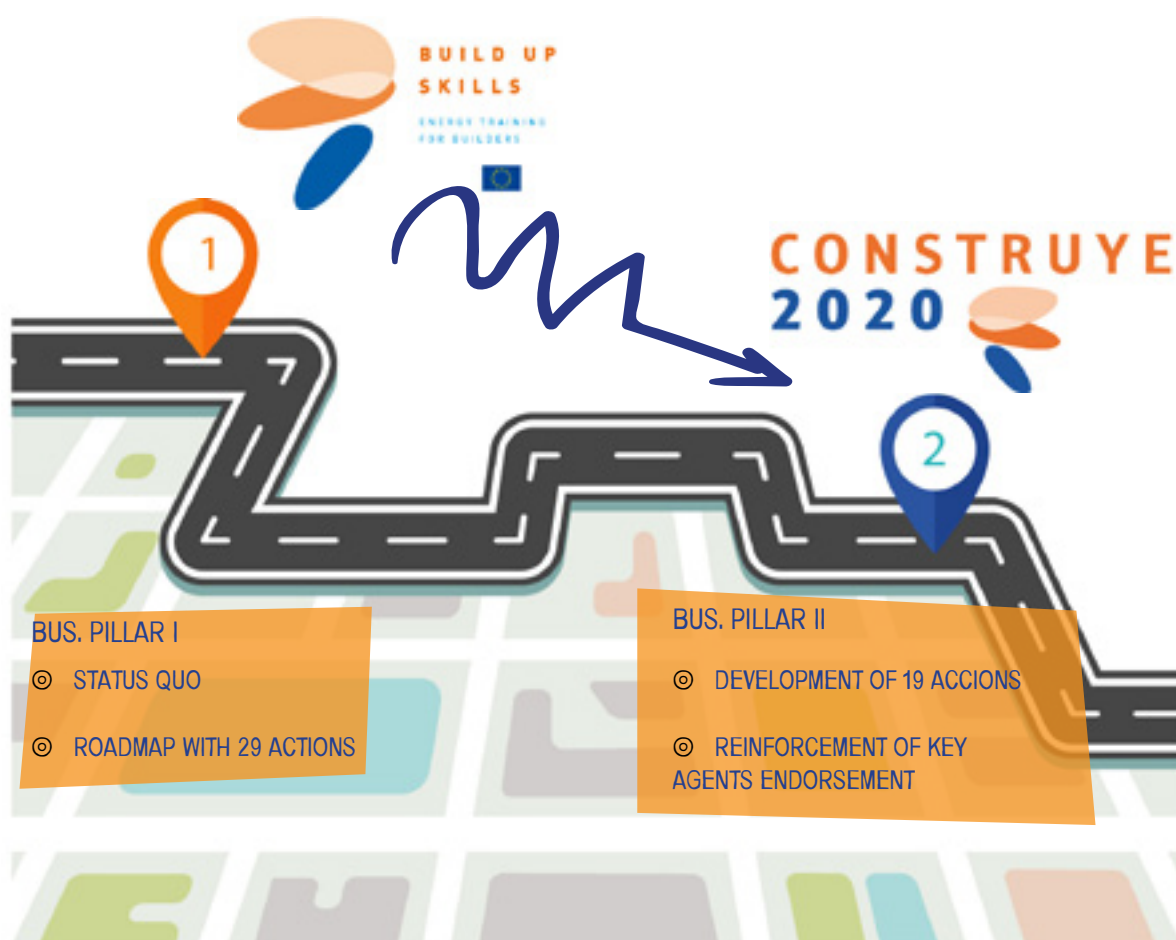 BUILD UP
SKILLS
ENERGY TRAINING
FOR BUILDERS
1
CONSTRUYE
2020
2
BUS. PILLAR I
◎ STATUS QUO
◎ ROADMAP WITH 29 ACTIONS
BUS. PILLAR II
◎ DEVELOPMENT OF 19 ACCIONS
◎ REINFORCEMENT OF KEY
AGENTS ENDORSEMENT